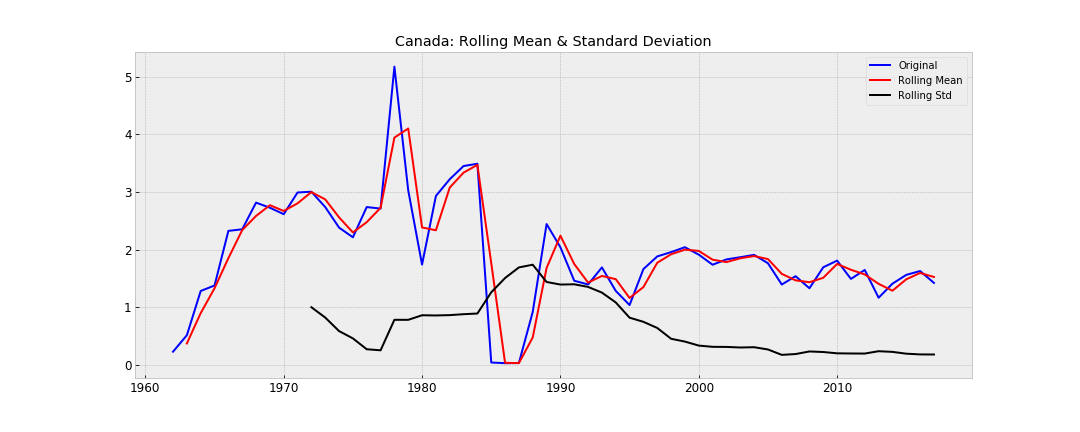 Canada: Rolling Mean & Standard Deviation
Original
Rolling Mean
Rolling Std
5
4
3
2
1
0
1960 1970 1980 1990 2000 2010